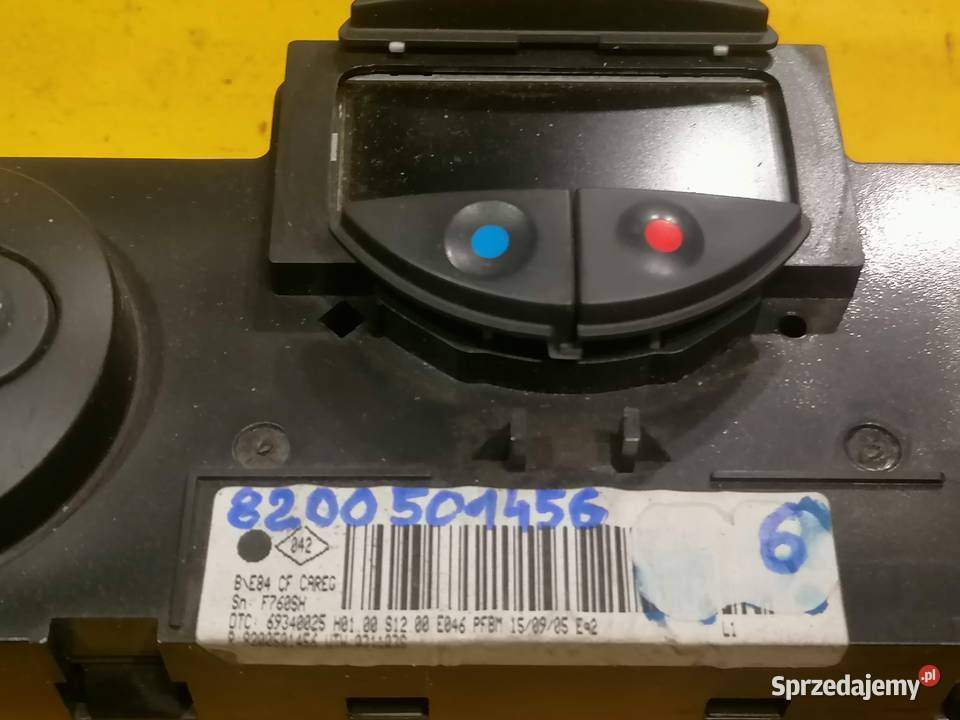 8200501456
6
042
B\E84 CF CAREG
Sn: F760SH
DTC: 69340025 H01 00 S12 00 E046 PFBM 15/09/05 Eq2
L1
Sprzedajemy.pl